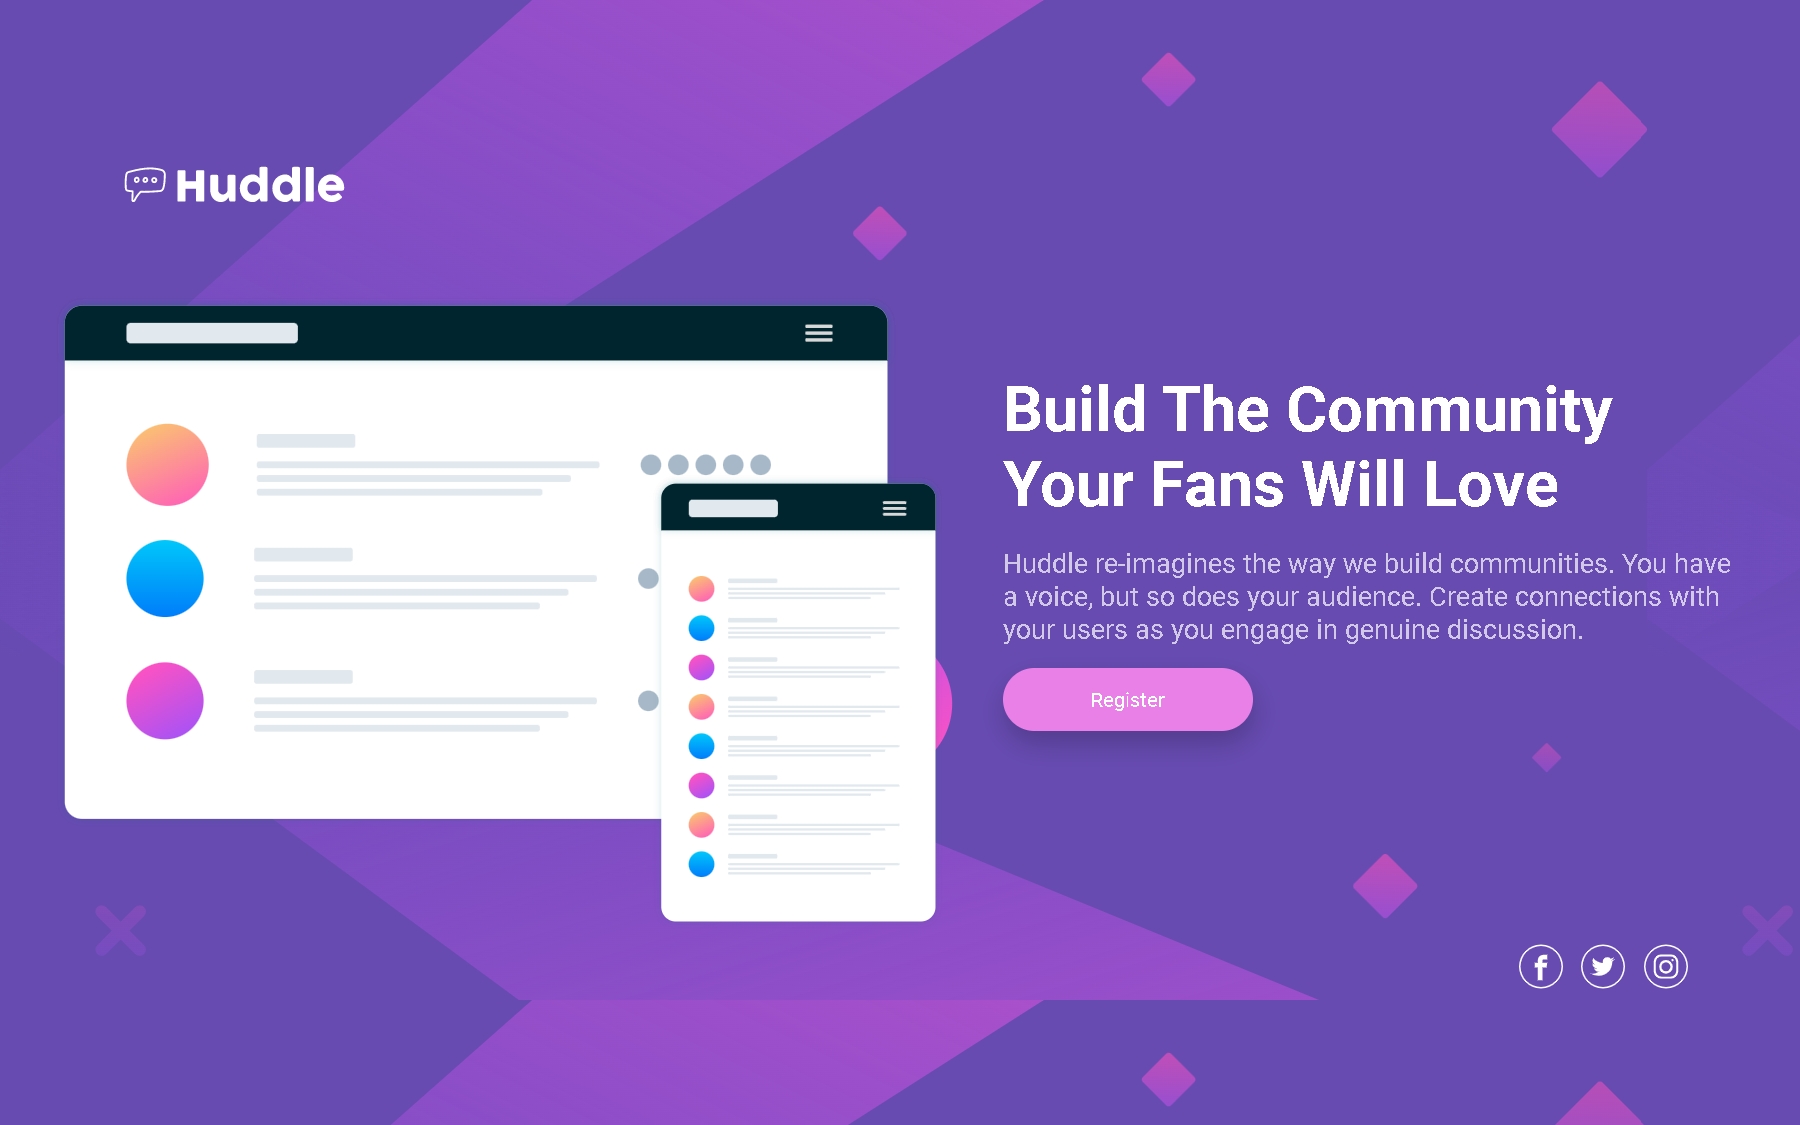 Huddle
Build The Community
Your Fans Will Love
Huddle re-imagines the way we build communities. You have
a voice, but so does your audience. Create connections with
your users as you engage in genuine discussion.
Register